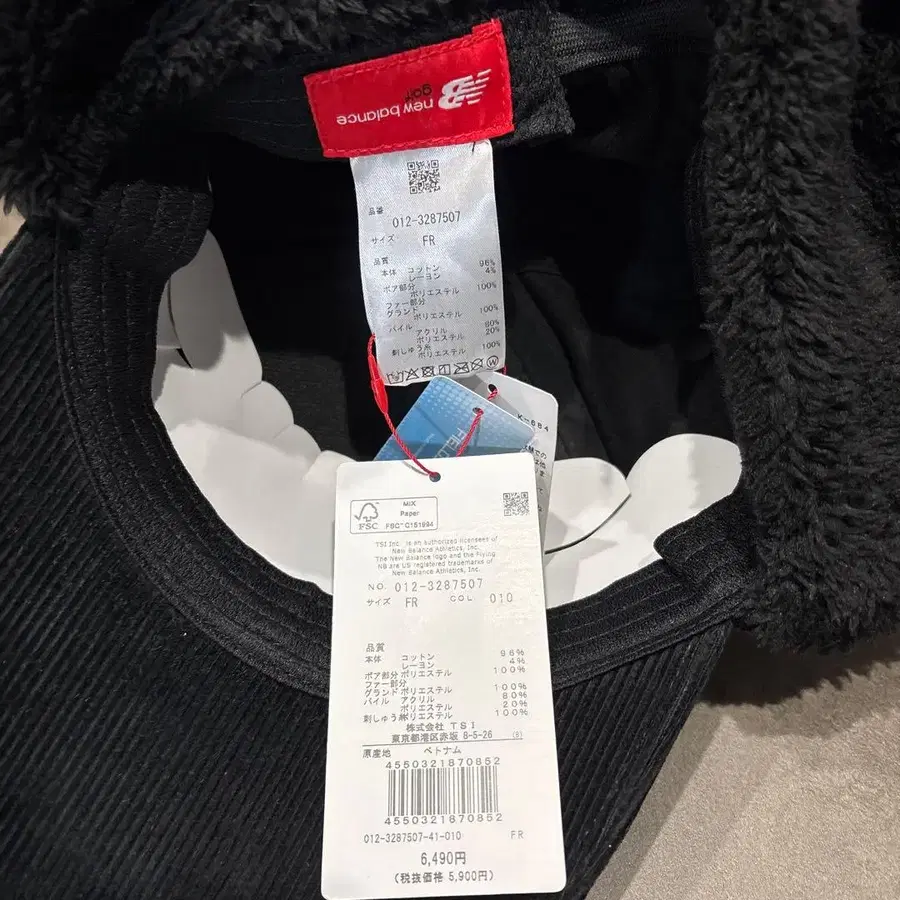 new balance
golf
品番
012-3287507
サイズ FR
品質
本体 コットン 96%
レーヨン 4%
ボア部分
ポリエステル 100%
ファー部分
グランド
ポリエステル 100%
パイル
アクリル 80%
ポリエステル 20%
刺しゅう糸
ポリエステル 100%
K-684
MIX
Paper
FSC
FSC™ C151994
TSI Inc. is an authorized licensee of
New Balance Athletics, Inc.
The New Balance logo and the Flying
NB are US registered trademarks of
New Balance Athletics, Inc.
NO. 012-3287507
サイズ FR COL 010
品質
本体 コットン 96%
レーヨン 4%
ボア部分 ポリエステル 100%
ファー部分
グランド ポリエステル 100%
パイル アクリル 80%
ポリエステル 20%
刺しゅう糸ポリエステル 100%
株式会社 TSI
東京都港区赤坂 8-5-26 (8)
原産地 ベトナム
4550321870852
4550321870852
012-3287507-41-010 FR
6,490円
(税抜価格 5,900円)